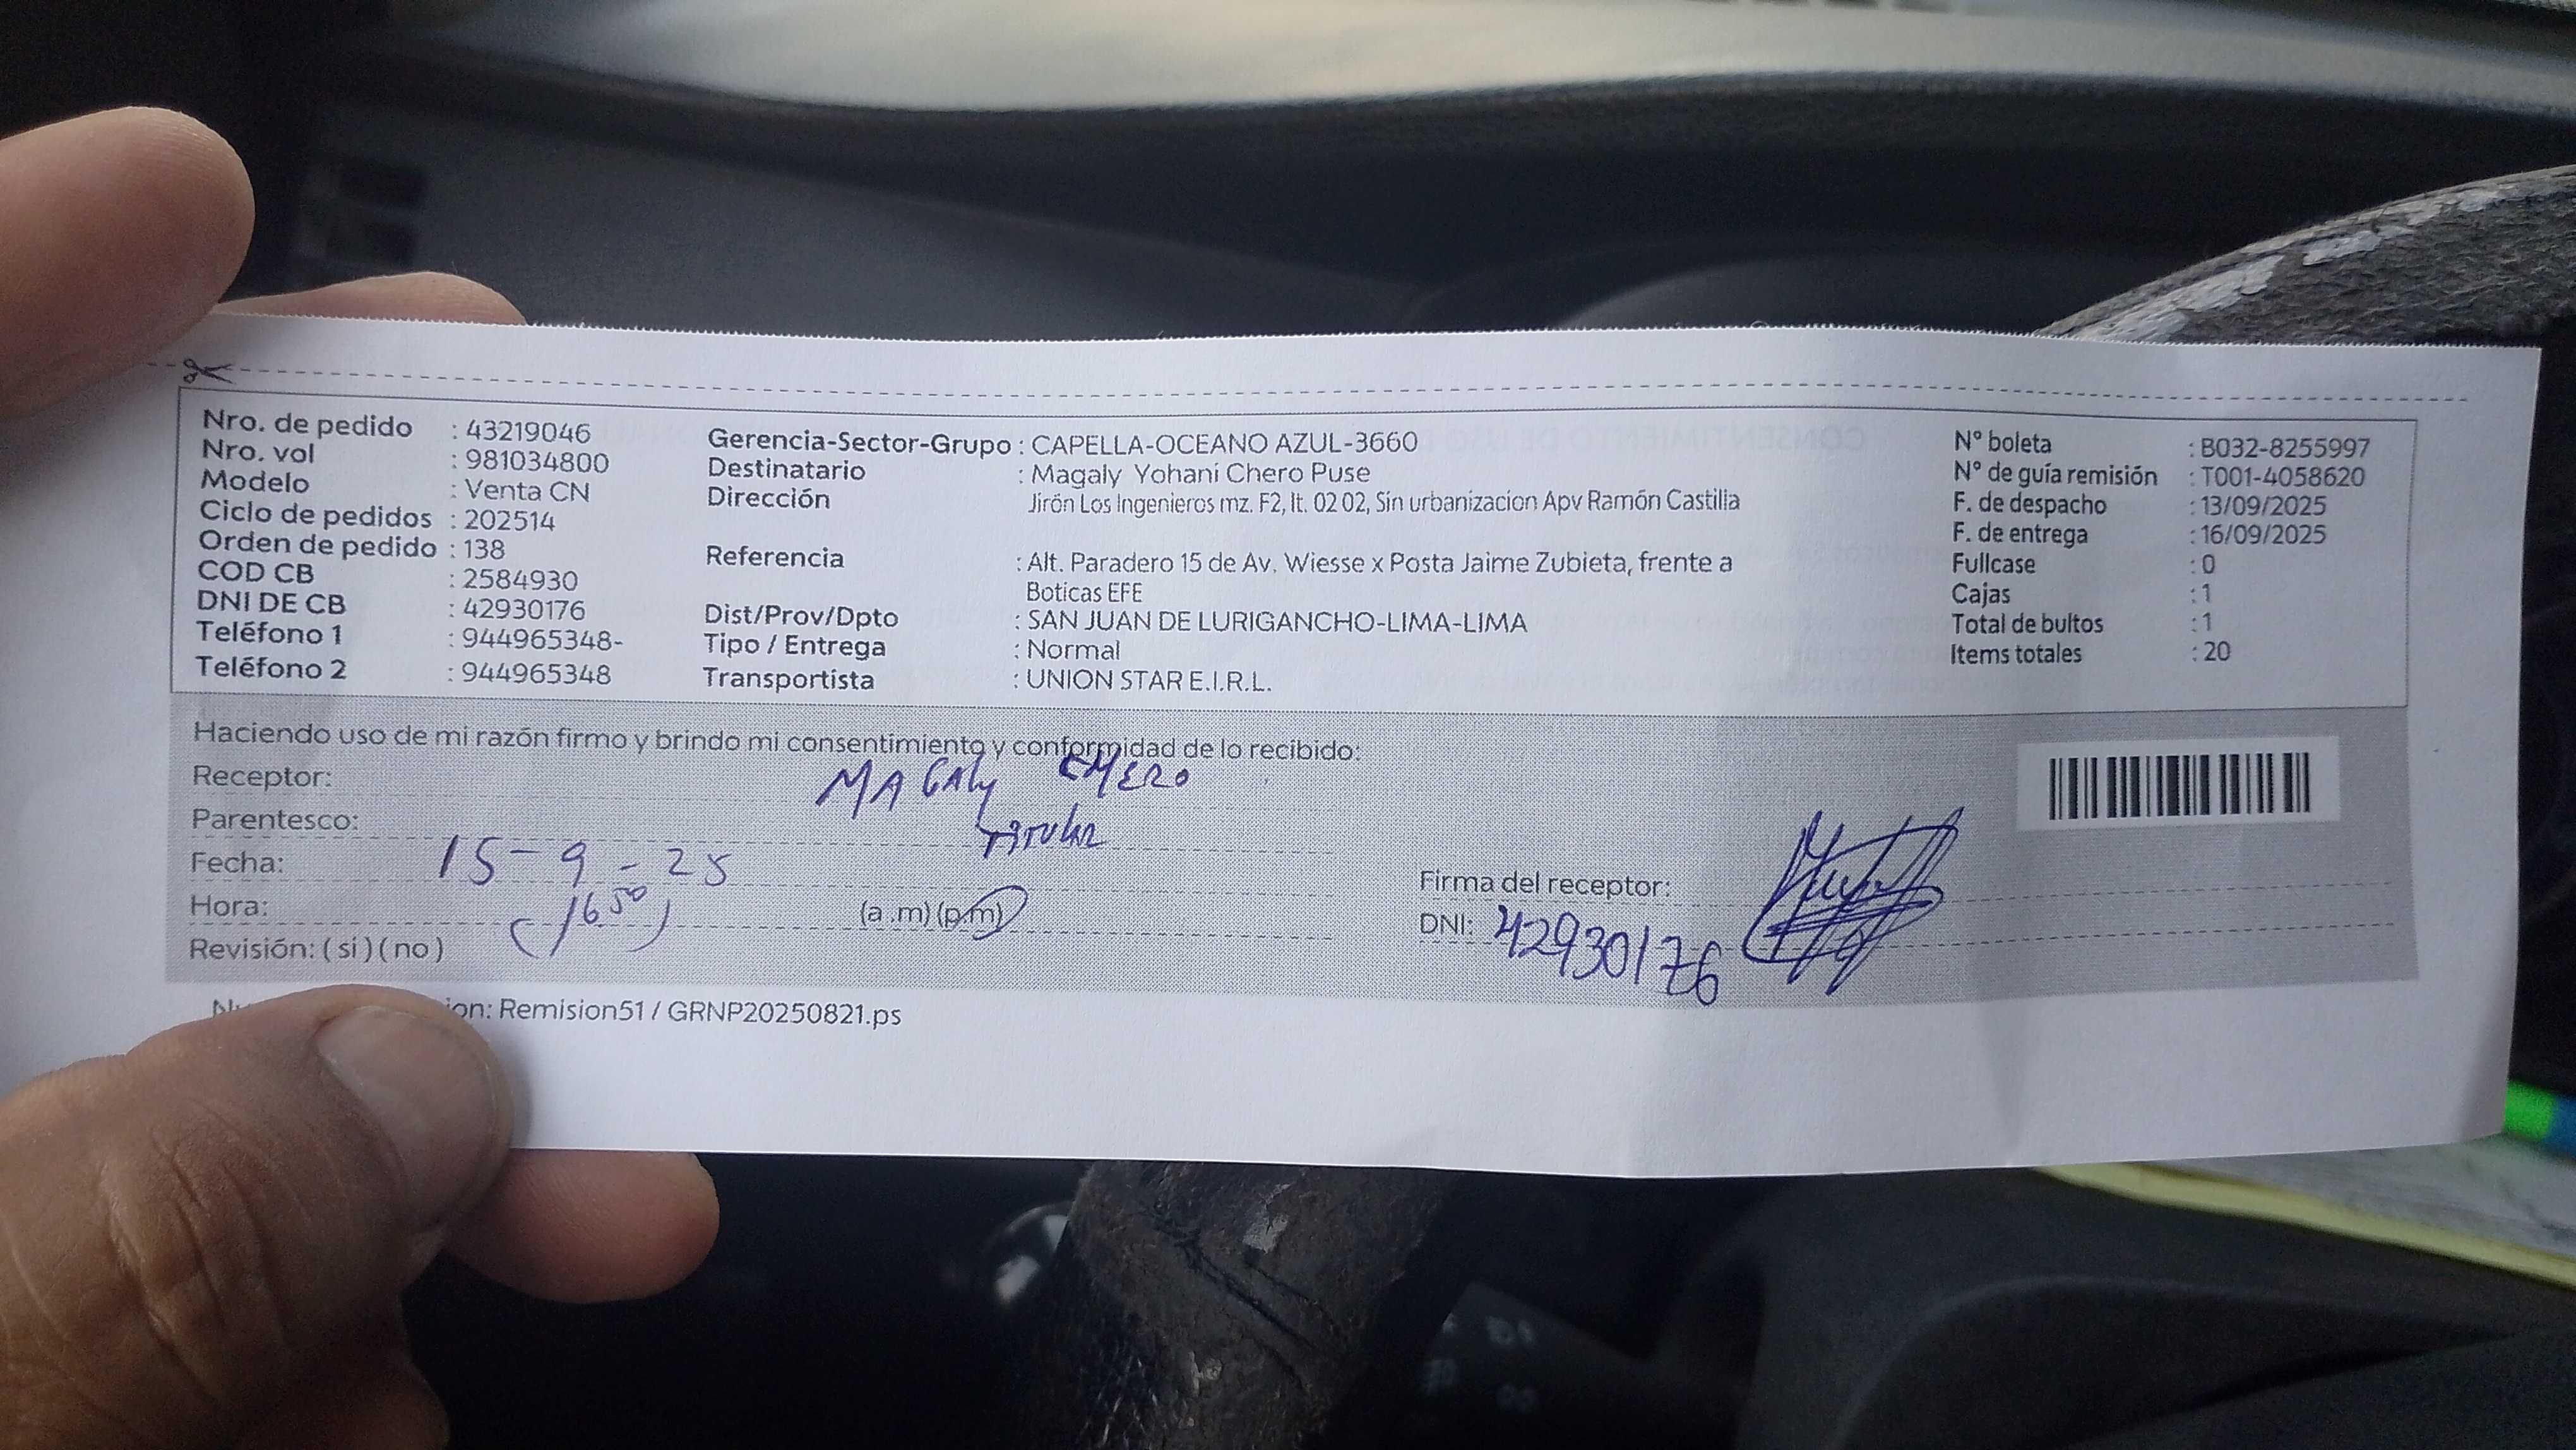 Nro. de pedido : 43219046
Nro. vol : 981034800
Modelo : Venta CN
Ciclo de pedidos : 202514
Orden de pedido : 138
COD CB : 2584930
DNI DE CB : 42930176
Teléfono 1 : 944965348-
Teléfono 2 : 944965348
Gerencia-Sector-Grupo : CAPELLA-OCEANO AZUL-3660
Destinatario : Magaly Yohani Chero Puse
Dirección : Jirón Los Ingenieros mz. F2, lt. 02 02, Sin urbanizacion Apv Ramón Castilla
Referencia : Alt. Paradero 15 de Av. Wiesse x Posta Jaime Zubieta, frente a
Boticas EFE
Dist/Prov/Dpto : SAN JUAN DE LURIGANCHO-LIMA-LIMA
Tipo / Entrega : Normal
Transportista : UNION STAR E.I.R.L.
N° boleta : B032-8255997
N° de guía remisión : T001-4058620
F. de despacho : 13/09/2025
F. de entrega : 16/09/2025
Fullcase : 0
Cajas : 1
Total de bultos : 1
Items totales : 20
Haciendo uso de mi razón firmo y brindo mi consentimiento y conformidad de lo recibido:
Receptor: MAGALY CHERO
Parentesco: TITULAR
Fecha: 15-9-25
Hora: (1650) (a .m) (p.m)
Revisión: ( si ) ( no )
Firma del receptor:
DNI: 42930176
Remision51 / GRNP20250821.ps